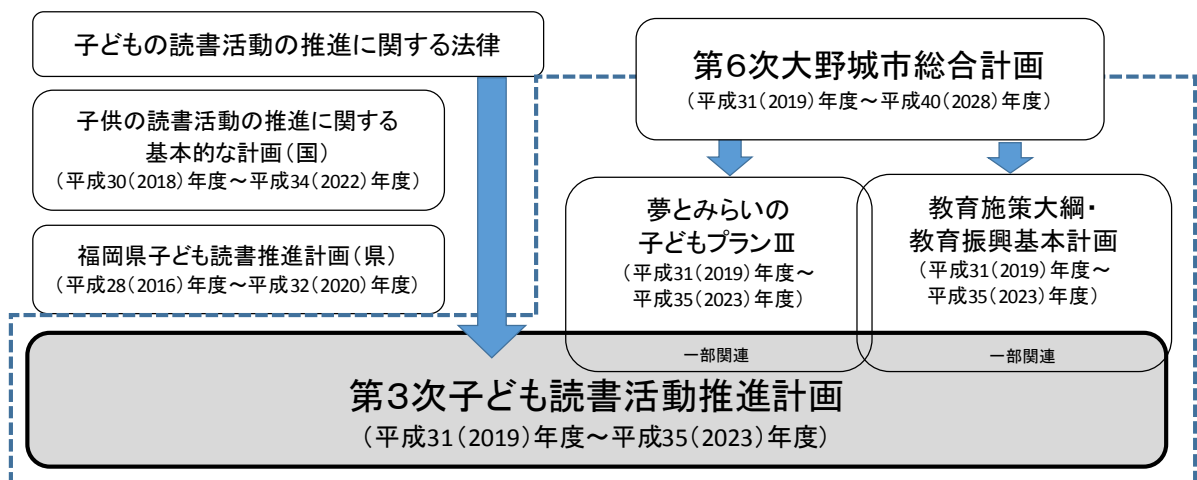 子どもの読書活動の推進に関する法律
子供の読書活動の推進に関する
基本的な計画(国)
(平成30(2018)年度~平成34(2022)年度)
福岡県子ども読書推進計画(県)
(平成28(2016)年度~平成32(2020)年度)
第6次大野城市総合計画
(平成31(2019)年度~平成40(2028)年度)
夢とみらいの
子どもプランⅢ
(平成31(2019)年度~
平成35(2023)年度)
一部関連
教育施策大綱・
教育振興基本計画
(平成31(2019)年度~
平成35(2023)年度)
一部関連
第3次子ども読書活動推進計画
(平成31(2019)年度~平成35(2023)年度)